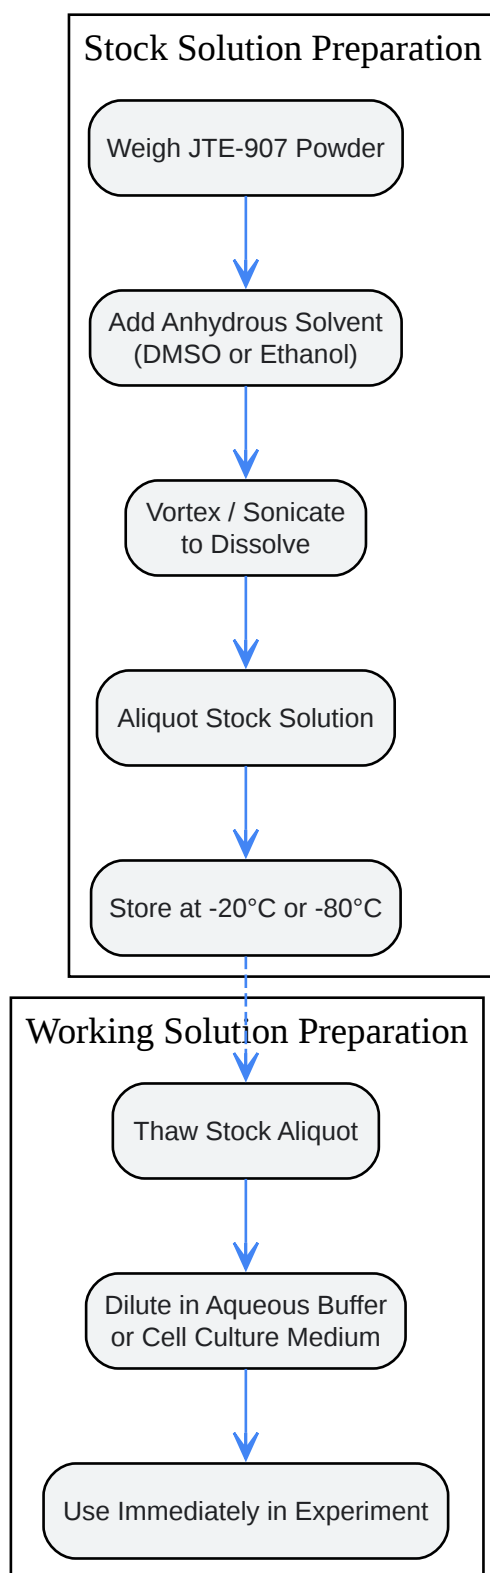 Stock Solution Preparation
Weigh JTE-907 Powder
Add Anhydrous Solvent
(DMSO or Ethanol)
Vortex / Sonicate
to Dissolve
Aliquot Stock Solution
Store at -20°C or -80°C
Working Solution Preparation
Thaw Stock Aliquot
Dilute in Aqueous Buffer
or Cell Culture Medium
Use Immediately in Experiment